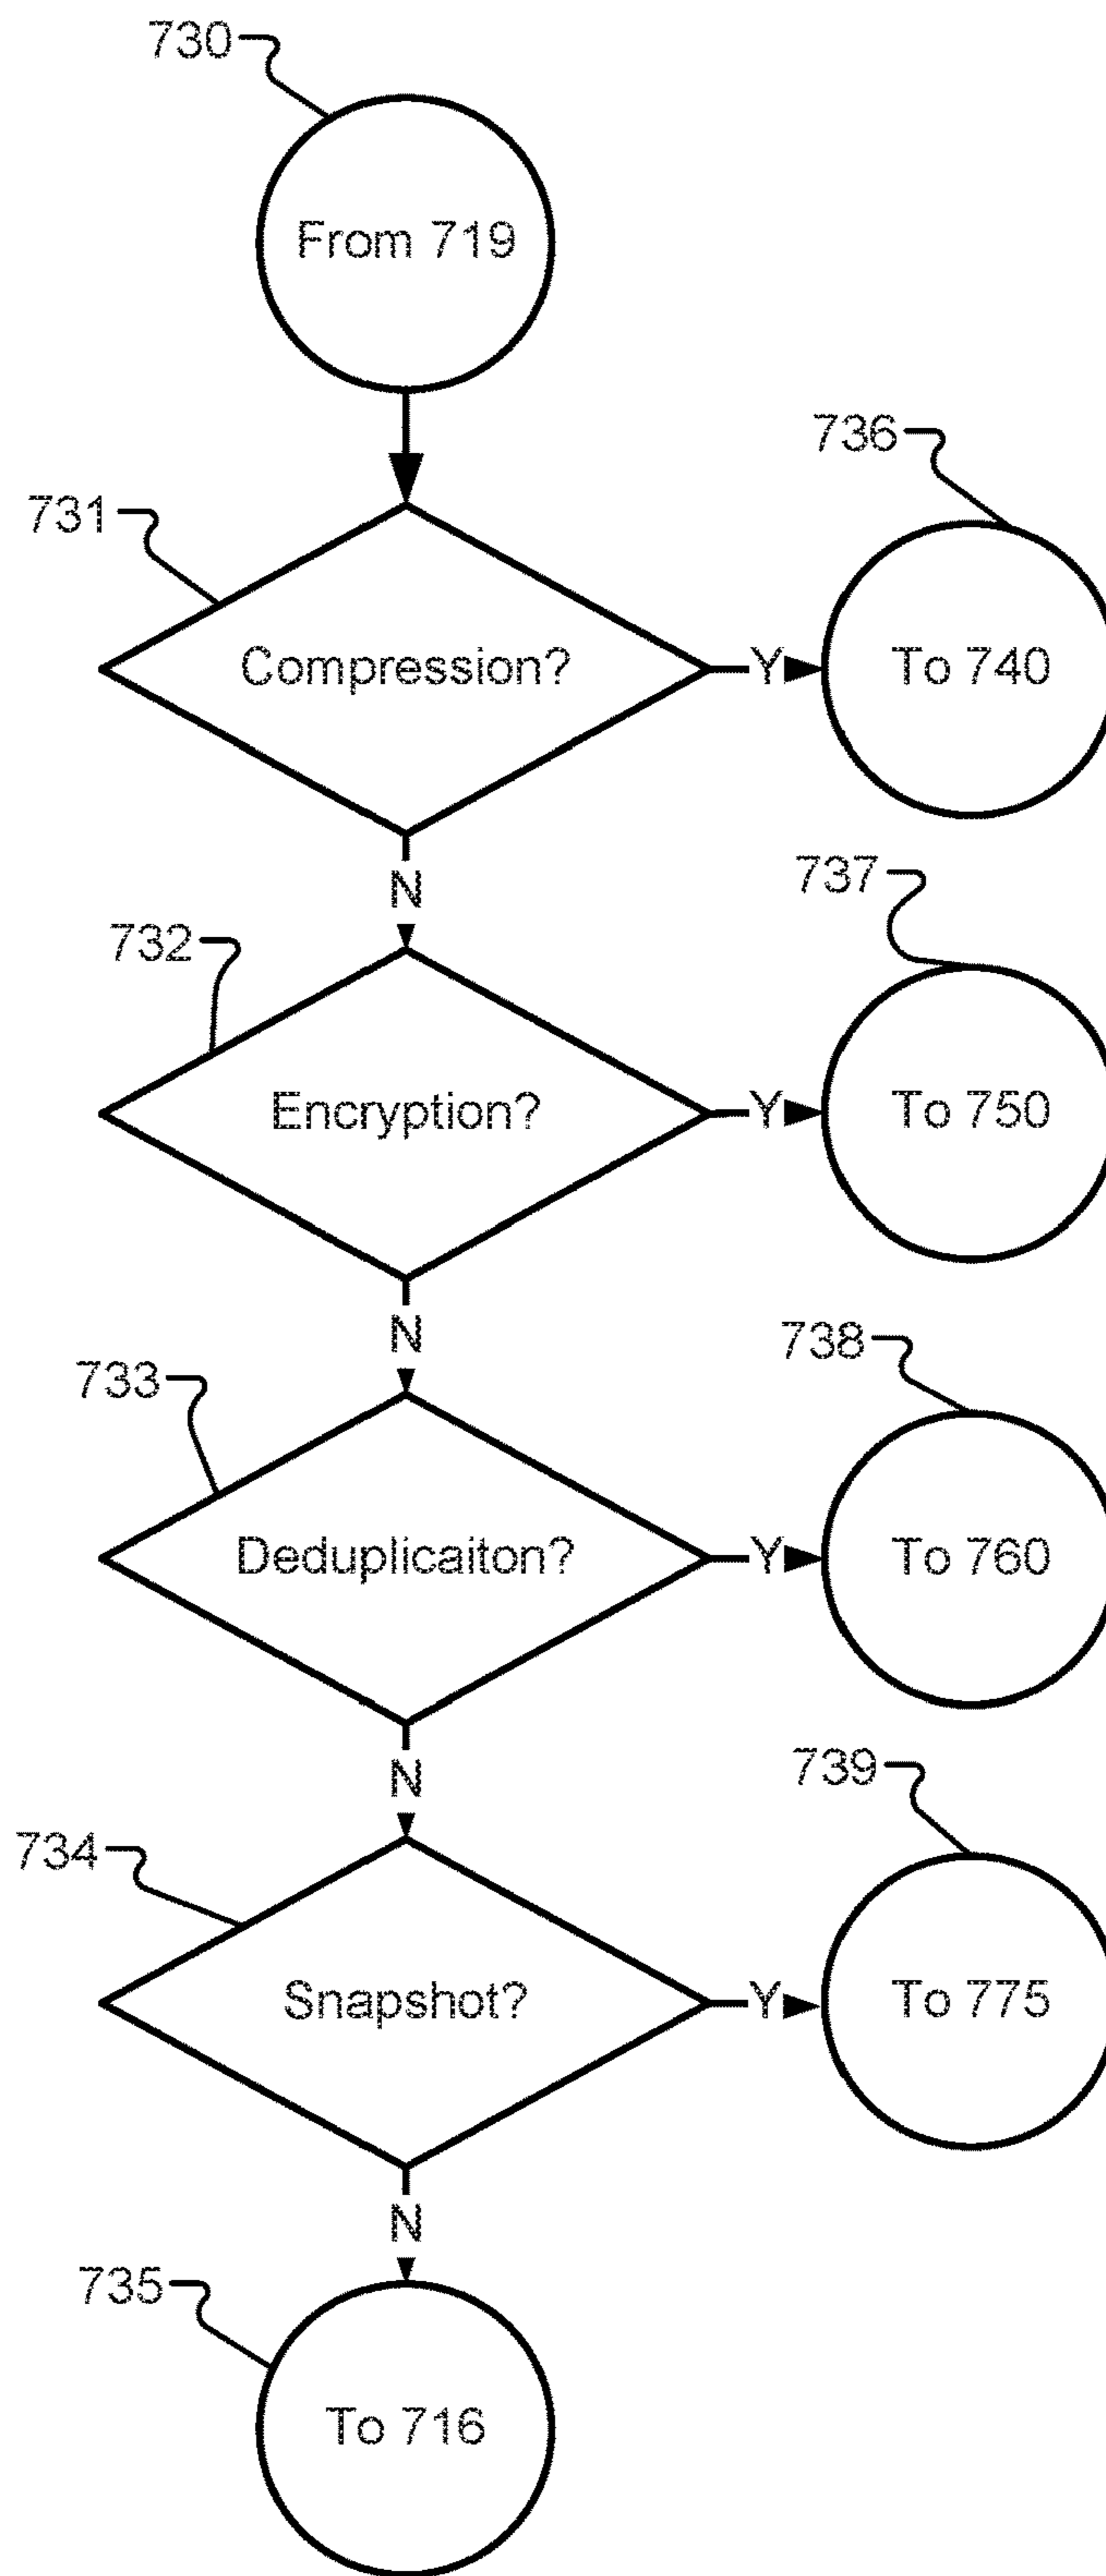 730
From 719
736
731
Compression?
Y
To 740
N
737
732
Encryption?
Y
To 750
N
738
733
Deduplicaiton?
Y
To 760
N
739
734
Snapshot?
Y
To 775
N
735
To 716